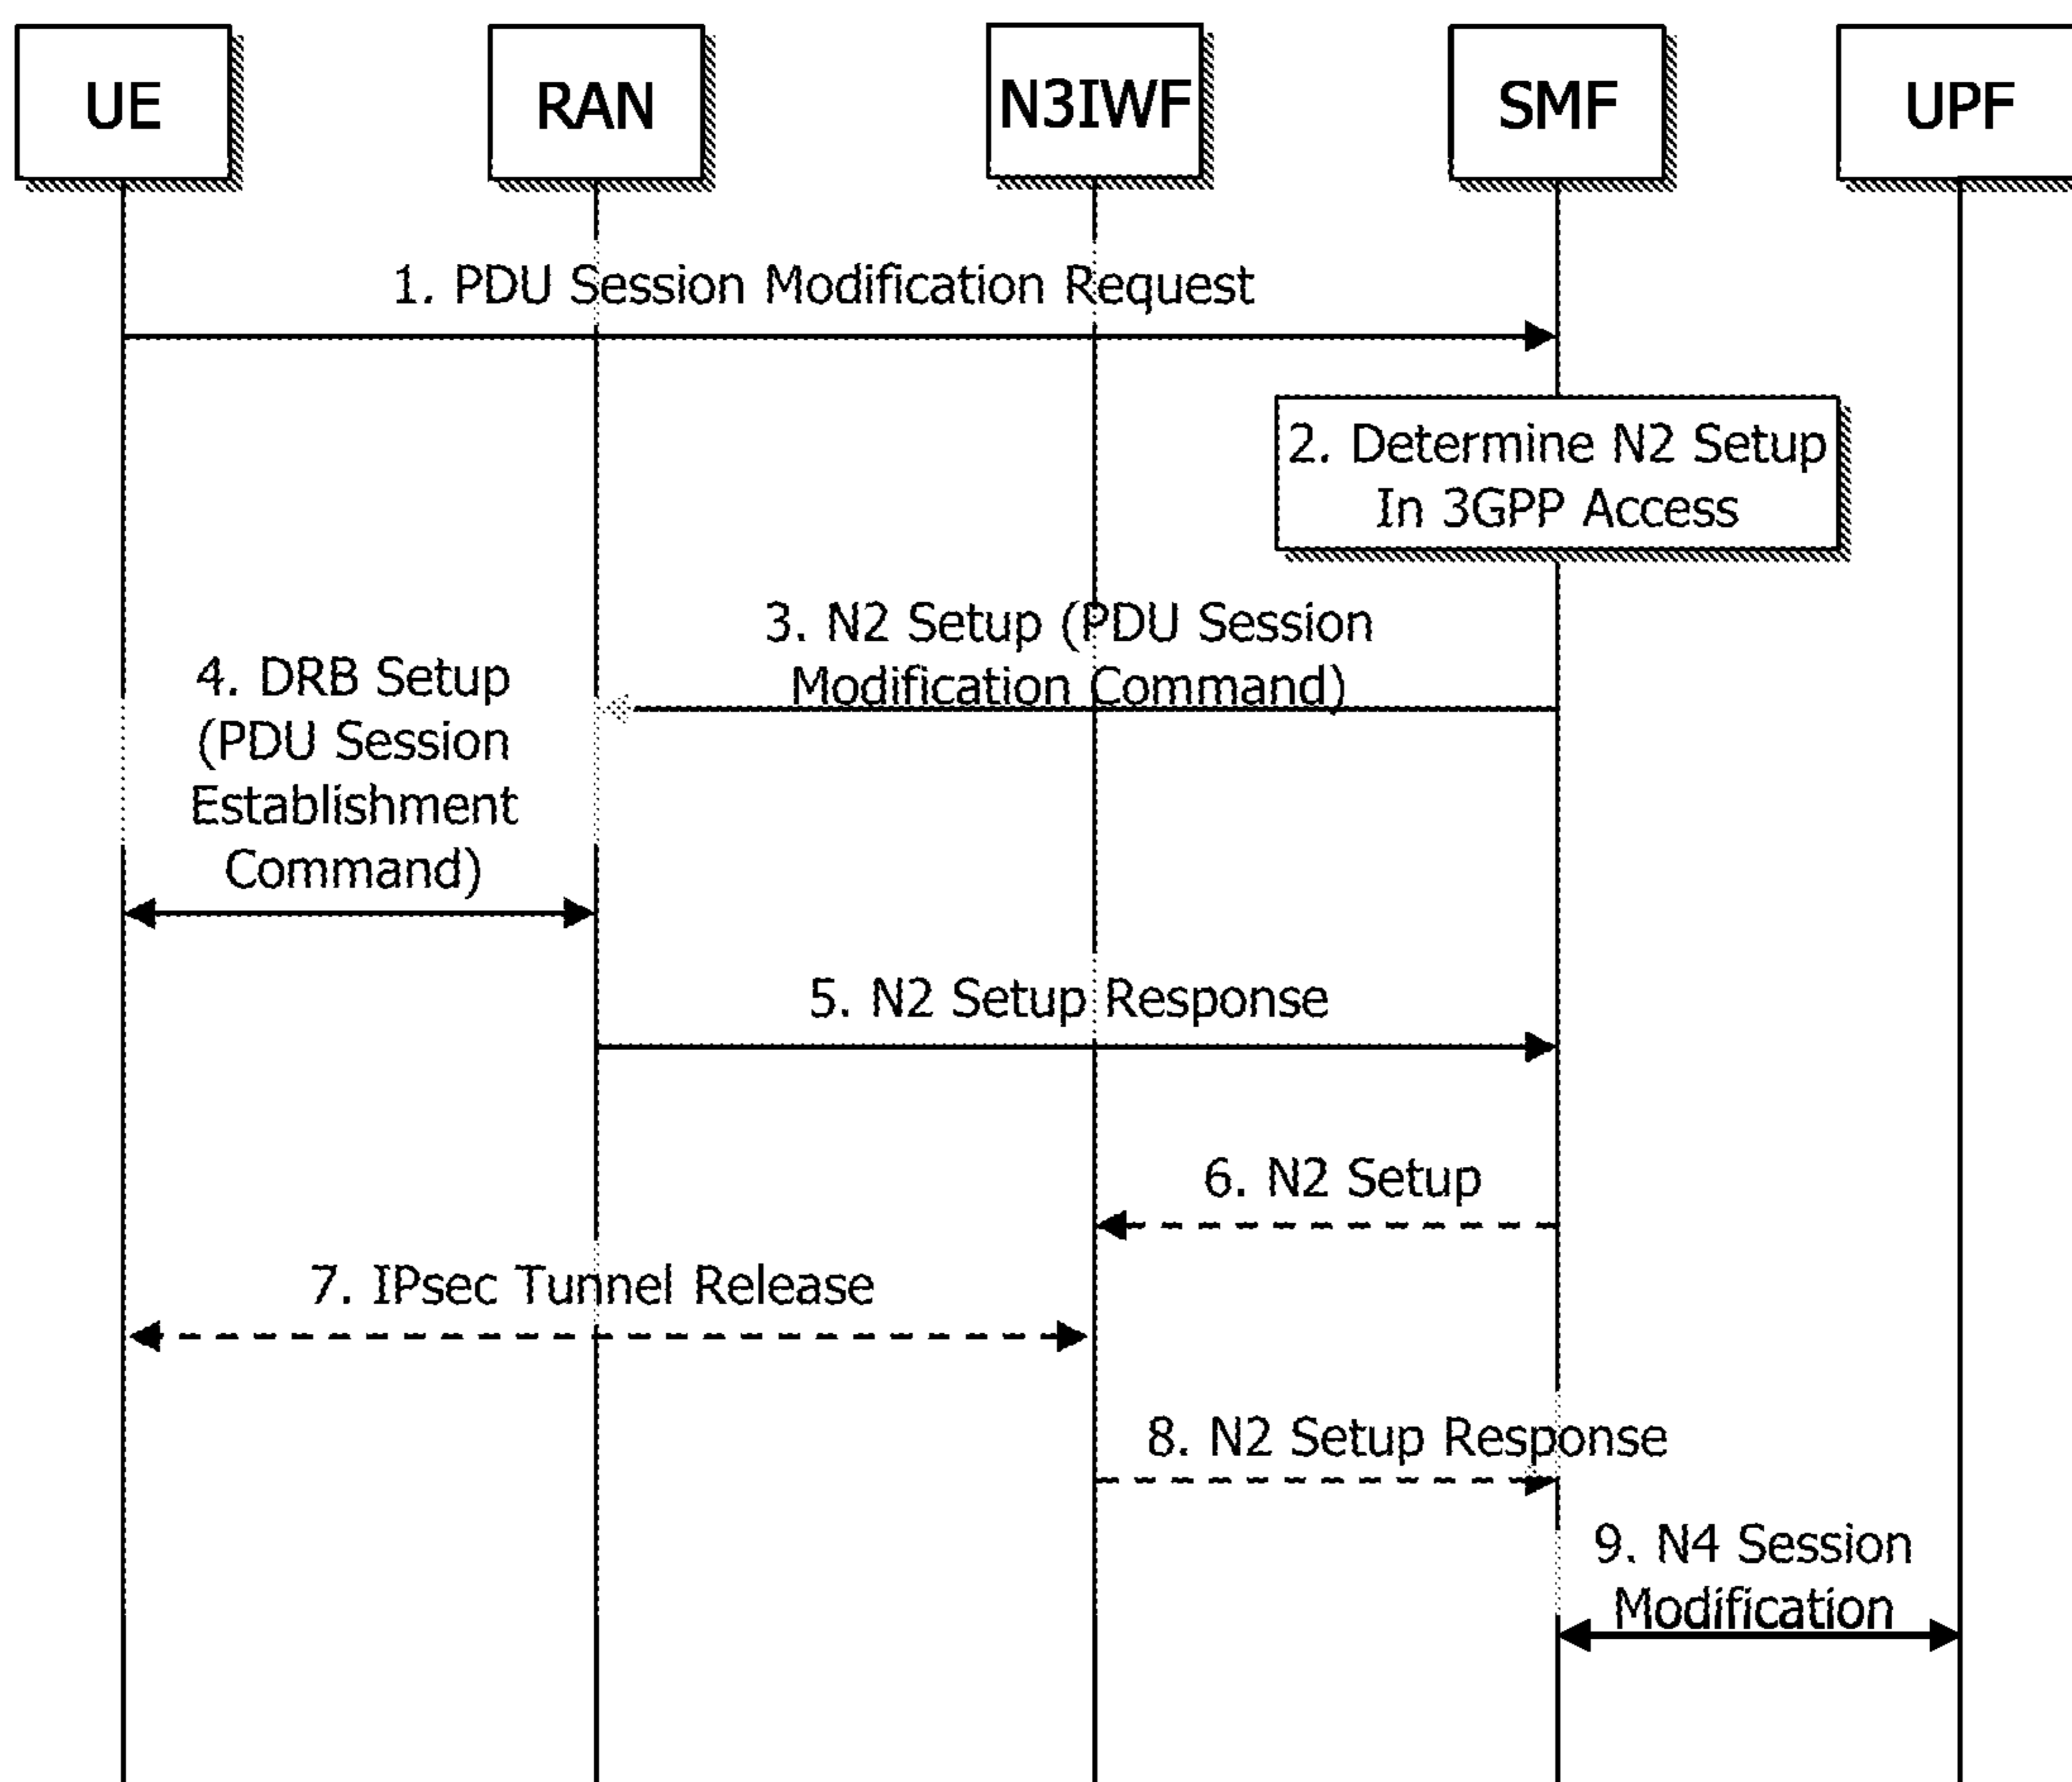 UE
RAN
N3IWF
SMF
UPF
1. PDU Session Modification Request
2. Determine N2 Setup
In 3GPP Access
3. N2 Setup (PDU Session
Modification Command)
4. DRB Setup
(PDU Session
Establishment
Command)
5. N2 Setup Response
6. N2 Setup
7. IPsec Tunnel Release
8. N2 Setup Response
9. N4 Session
Modification